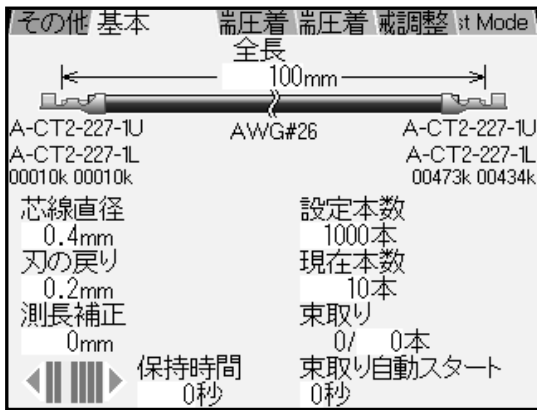 その他 基本 端圧着 端圧着 械調整 st Mode
全長
100mm
A-CT2-227-1U AWG#26 A-CT2-227-1U
A-CT2-227-1L A-CT2-227-1L
00010k 00010k 00473k 00434k
芯線直径 設定本数
0.4mm 1000本
刃の戻り 現在本数
0.2mm 10本
測長補正 束取り
0mm 0/ 0本
保持時間 束取り自動スタート
0秒 0秒